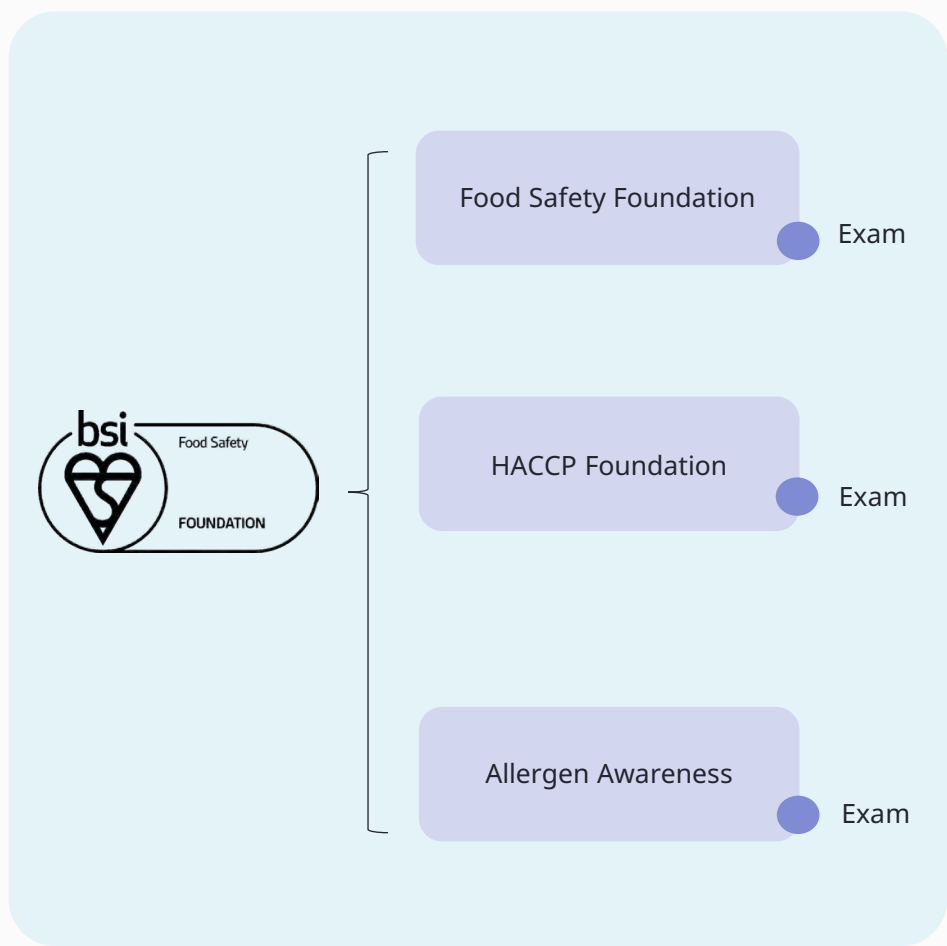 Food Safety Foundation
Exam
bsi
Food Safety
FOUNDATION
HACCP Foundation
Exam
Allergen Awareness
Exam